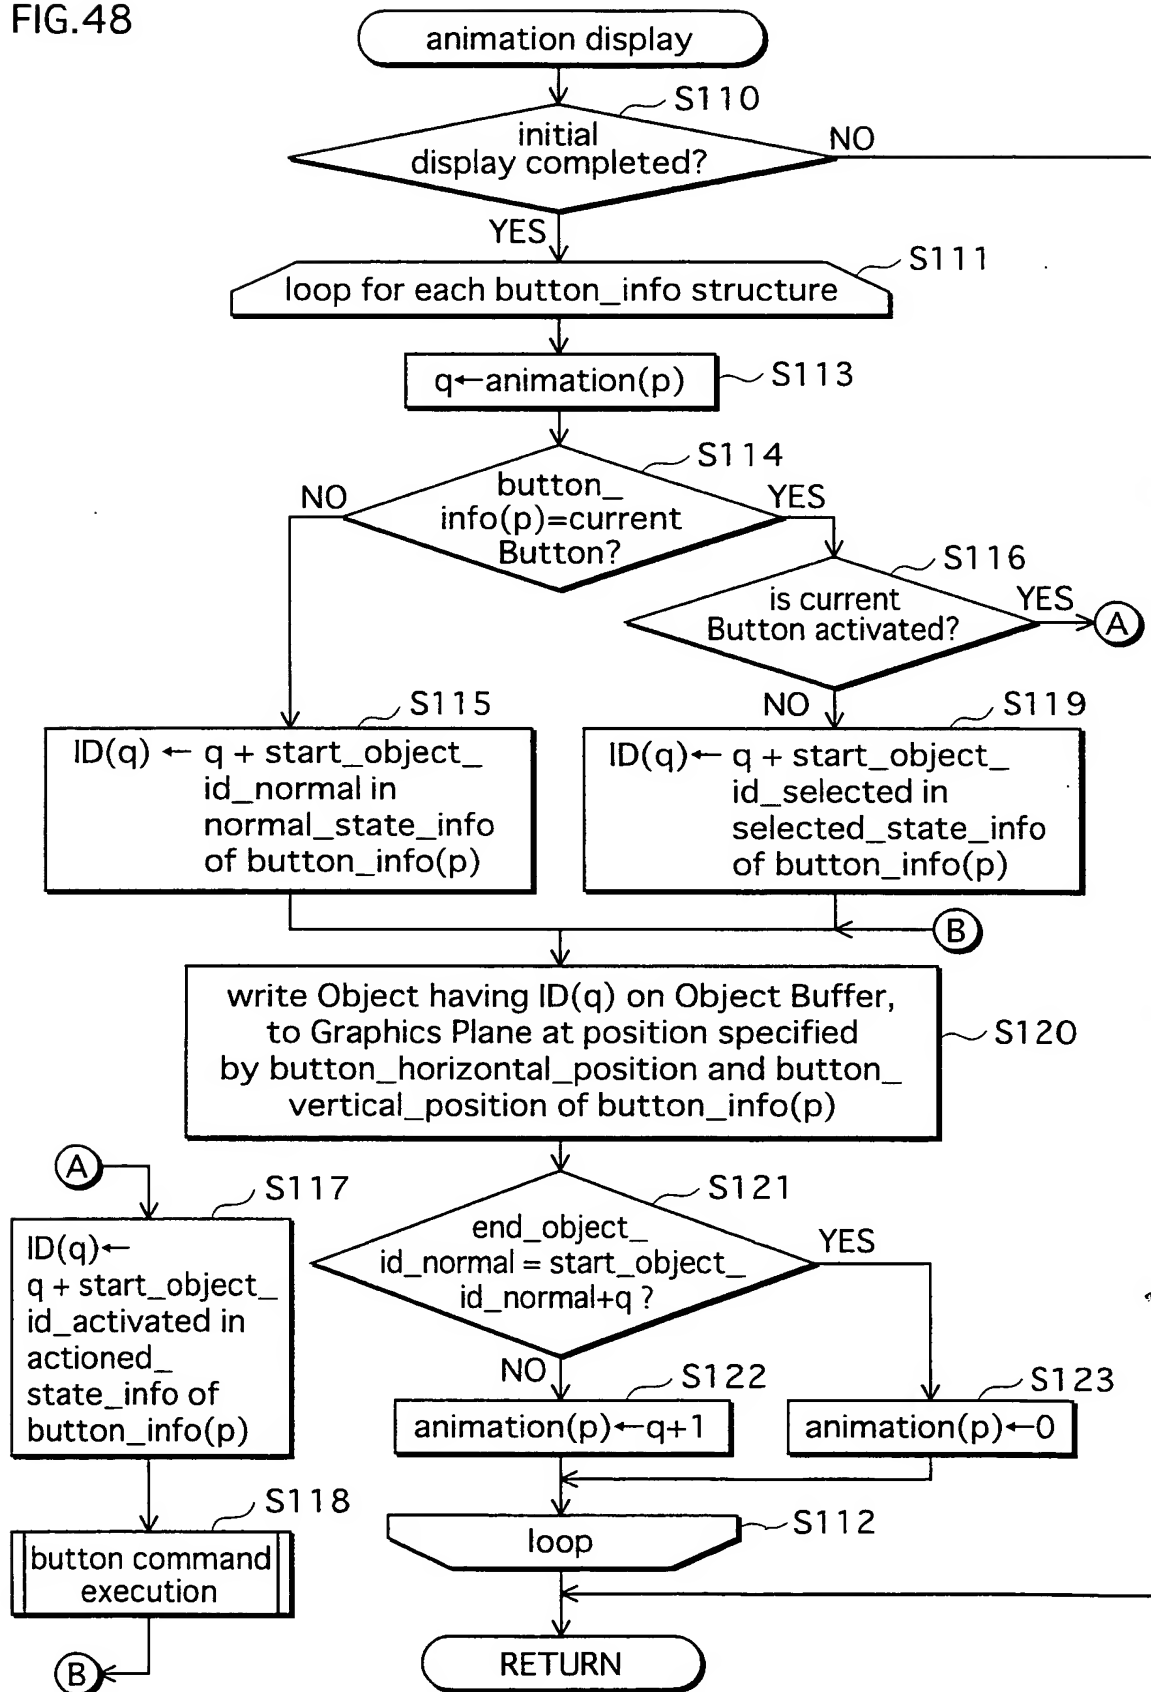 FIG.48
animation display
S110
initial
display completed?
NO
YES
S111
loop for each button_info structure
q←animation(p)
S113
S114
button_
info(p)=current
Button?
NO
YES
S116
is current
Button activated?
YES
A
NO
S115
ID(q) ← q + start_object_
id_normal in
normal_state_info
of button_info(p)
S119
ID(q)← q + start_object_
id_selected in
selected_state_info
of button_info(p)
B
write Object having ID(q) on Object Buffer,
to Graphics Plane at position specified
by button_horizontal_position and button_
vertical_position of button_info(p)
S120
A
S117
ID(q)←
q + start_object_
id_activated in
actioned_
state_info of
button_info(p)
S118
button command
execution
B
S121
end_object_
id_normal = start_object_
id_normal+q ?
YES
NO
S122
animation(p)←q+1
S123
animation(p)←0
S112
loop
RETURN